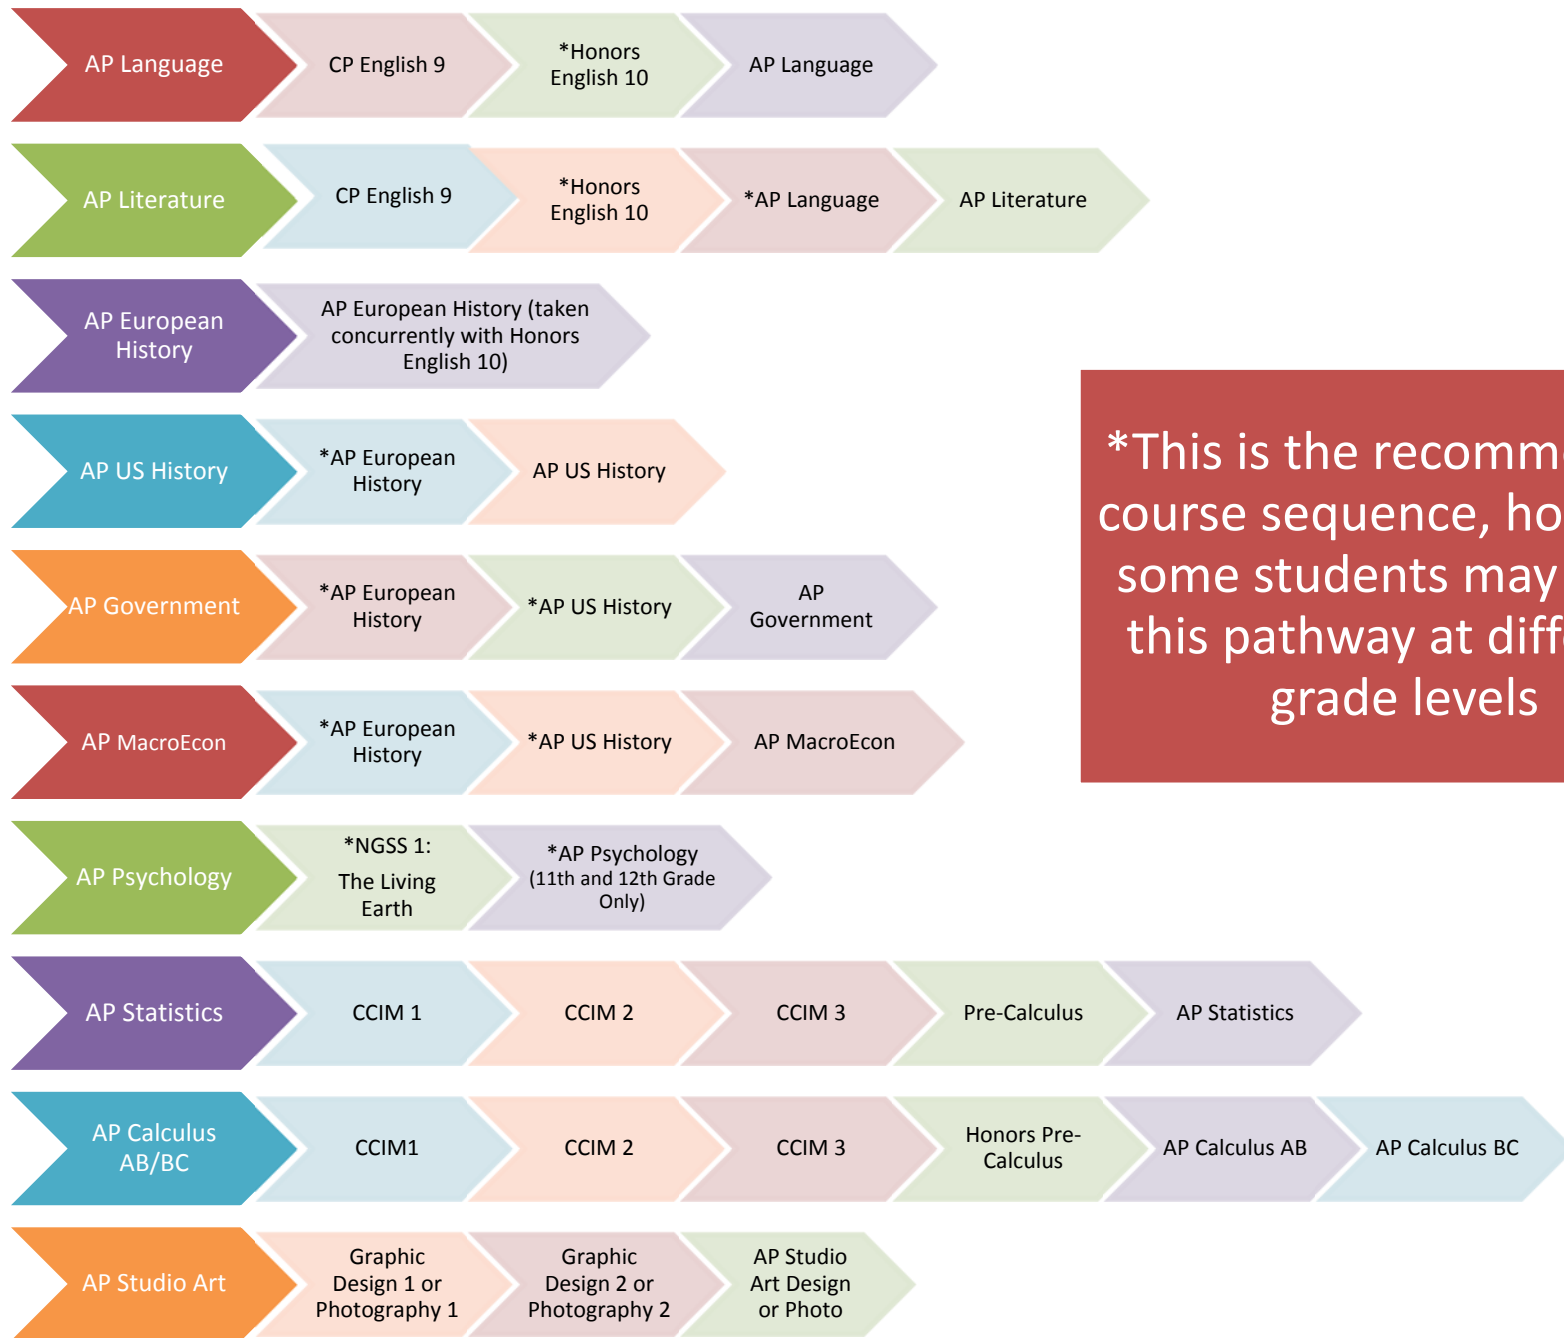 AP Language
CP English 9
*Honors
English 10
AP Language
AP Literature
CP English 9
*Honors
English 10
*AP Language
AP Literature
AP European
History
AP European History (taken
concurrently with Honors
English 10)
AP US History
*AP European
History
AP US History
AP Government
*AP European
History
*AP US History
AP
Government
AP MacroEcon
*AP European
History
*AP US History
AP MacroEcon
*This is the
course sequence,
some students may
this pathway at
grade levels
AP Psychology
*NGSS 1:
The Living
Earth
*AP Psychology
(11th and 12th Grade
Only)
AP Statistics
CCIM 1
CCIM 2
CCIM 3
Pre-Calculus
AP Statistics
AP Calculus
AB/BC
CCIM1
CCIM 2
CCIM 3
Honors Pre-
Calculus
AP Calculus AB
AP Calculus BC
AP Studio Art
Graphic
Design 1 or
Photography 1
Graphic
Design 2 or
Photography 2
AP Studio
Art Design
or Photo